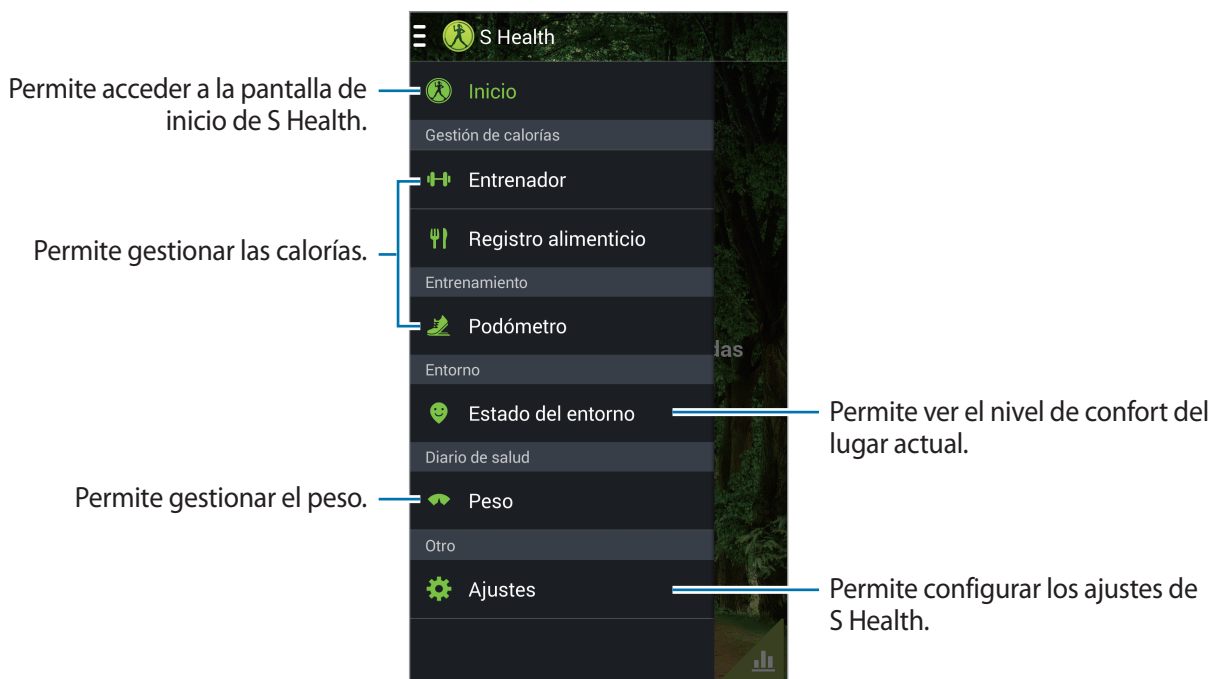 S Health
Permite acceder a la pantalla de
inicio de S Health.
Inicio
Gestión de calorías
Entrenador
Permite gestionar las calorías.
Registro alimenticio
Entrenamiento
Podómetro
das
Entorno
Estado del entorno
Permite ver el nivel de confort del
lugar actual.
Diario de salud
Permite gestionar el peso.
Peso
Otro
Ajustes
Permite configurar los ajustes de
S Health.